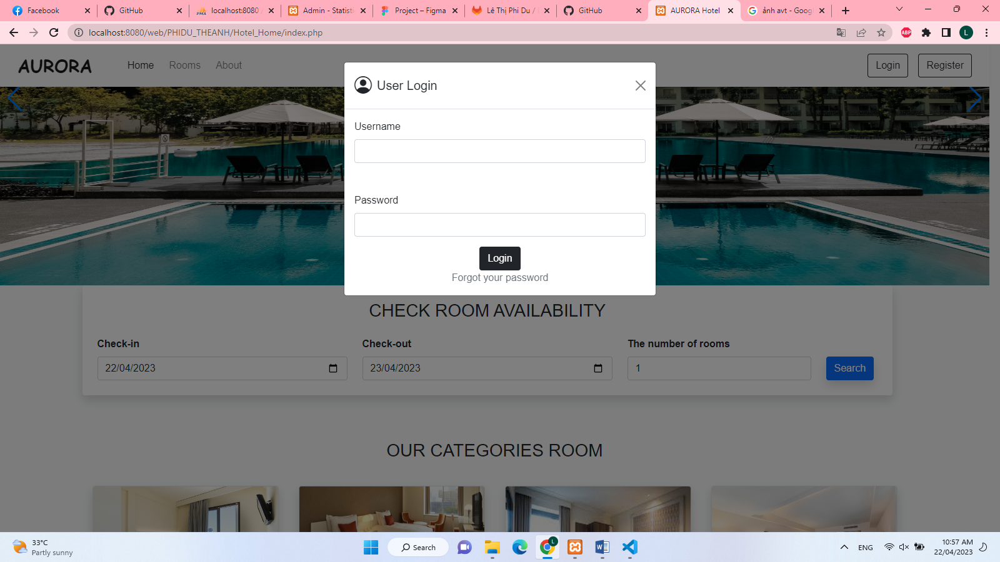 Facebook
GitHub
localhost:8080
Admin - Statisti
Project – Figma
Lê Thị Phi Du /
GitHub
AURORA Hotel
ảnh avt - Goog
localhost:8080/web/PHIDU_THEANH/Hotel_Home/index.php
ABP
L
AURORA
Home
Rooms
About
Login
Register
User Login
Username
Password
Login
Forgot your password
CHECK ROOM AVAILABILITY
Check-in
Check-out
The number of rooms
22/04/2023
23/04/2023
1
Search
OUR CATEGORIES ROOM
33°C
Partly sunny
Search
L
ENG
10:57 AM
22/04/2023